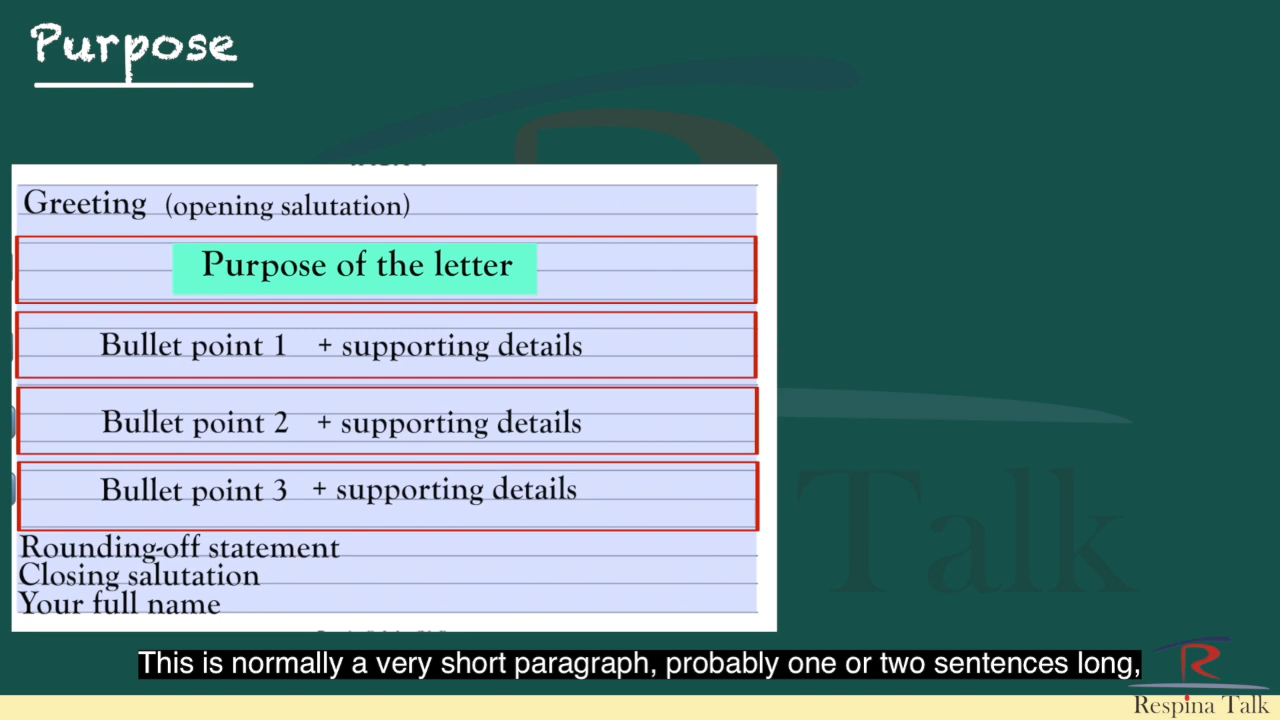 Purpose
Greeting (opening salutation)
Purpose of the letter
Bullet point 1 + supporting details
Bullet point 2 + supporting details
Bullet point 3 + supporting details
Rounding-off statement
Closing salutation
Your full name
Talk
This is normally a very short paragraph, probably one or two sentences long,
Respina Talk